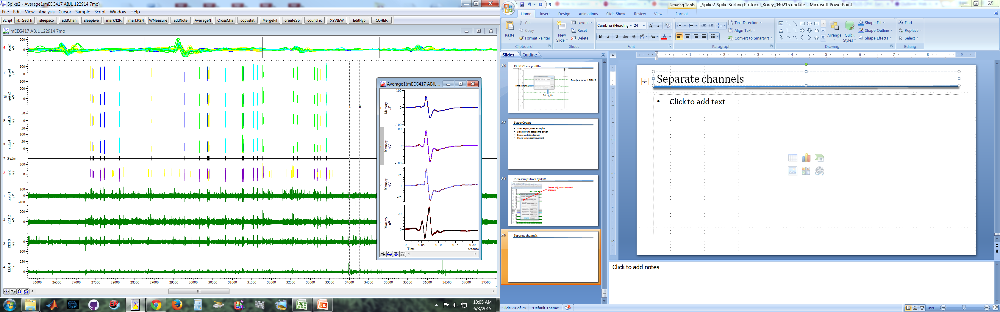 Spike2 - Average1(mEEG417 ABJL 122914 7mo)
File Edit View Analysis Cursor Sample Script Window Help
Script kk_SetTh sleepsco addChan sleepEve markN2R markR2N WMeasure addNote AverageN CrossCha copystat MergeFil createSp countTic XYVIEW EditHyp COHER
mEEG417 ABJL 122914 7mo
6 pca2 uV 200 0
11 spike1 uV 100 0 -100
10 spike2 uV 200 0
9 spike3 uV 50 0 -50
8 spike4 uV 100 50 0
7 Peaks
5 pca1 uV 200 0
1 EEG 1 uV 100 0 -100
2 EEG 2 uV 200 0
3 EEG 3 uV 0 -100
4 EEG 4 uV 250 0
26000 26500 27000 27500 28000 28500 29000 29500 30000 30500 31000 31500 32000 32500 33000 33500 34000 34500 35000 35500 36000 36500 37000 37500
s
1 0
Average1(mEEG417 ABJL ...
1 Memory uV 100 0 -100
2 Memory uV 100 0 -100
3 Memory uV 25 0 -25
4 Memory uV 20 0
0 0.05 0.10 0.15 0.20
Time seconds
10:05 AM
6/3/2015
Drawing Tools
_Spike2-Spike Sorting Protocol_Korey_040215 update - Microsoft PowerPoint
Home Insert Design Animations Slide Show Review View Format
Paste
Cut
Copy
Format Painter
Clipboard
New Slide
Layout
Reset
Delete
Slides
Cambria (Heading 24
B I U abc S AV Aa A
Font
Text Direction
Align Text
Convert to SmartArt
Paragraph
Arrange
Quick Styles
Shape Fill
Shape Outline
Shape Effects
Drawing
Find
Replace
Select
Editing
Slides Outline
76
EXPORT smr post8hr
Time (s) = cursor + 3600*8
Time shift to 0
Set big file
77
Stage/Counts
• After export, check PCA spikes
• Sleepscore to get spectral power
• Zscore wideband power
• Stage with video/movement
78
Timestamps from Spike2
Do not align and bin event
channels
79
Separate channels
1 2 3 4 5 6 7 8 9
1 2 3 4 5
Separate channels
• Click to add text
Click to add notes
Slide 79 of 79 "Default Theme" 95%